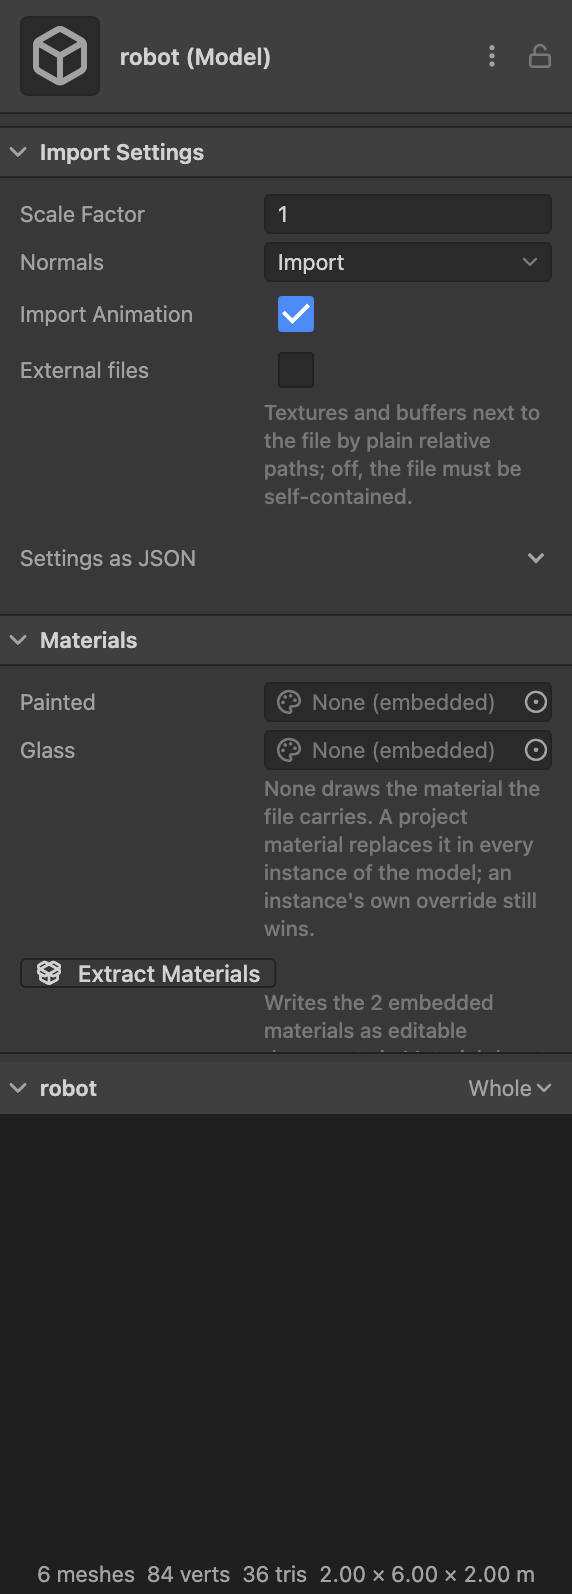 robot (Model)
Import Settings
Scale Factor
1
Normals
Import
Import Animation
External files
Textures and buffers next to
the file by plain relative
paths; off, the file must be
self-contained.
Settings as JSON
Materials
Painted
None (embedded)
Glass
None (embedded)
None draws the material the
file carries. A project
material replaces it in every
instance of the model; an
instance's own override still
wins.
Extract Materials
Writes the 2 embedded
materials as editable
robot
Whole
6 meshes 84 verts 36 tris 2.00 × 6.00 × 2.00 m